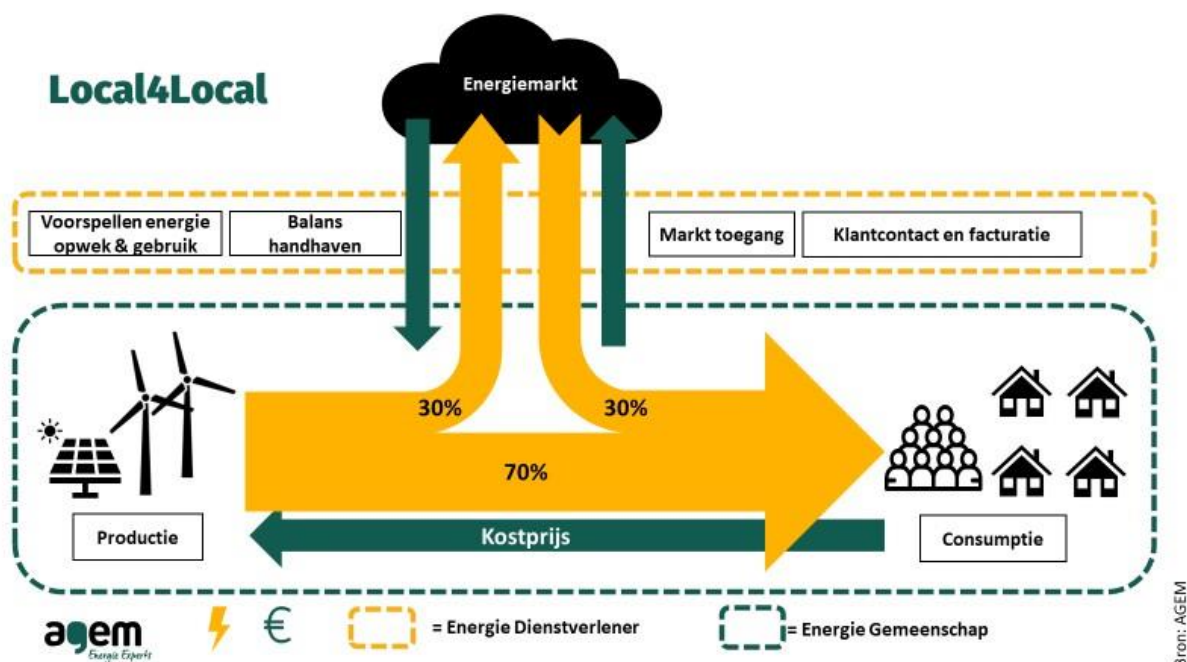 Local4Local
Energiemarkt
Voorspellen energie
opwek & gebruik
Balans
handhaven
Markt toegang
Klantcontact en facturatie
30%
30%
70%
Kostprijs
Productie
Consumptie
agem
Energie Experts
€
= Energie Dienstverlener
= Energie Gemeenschap
Bron: AGEM